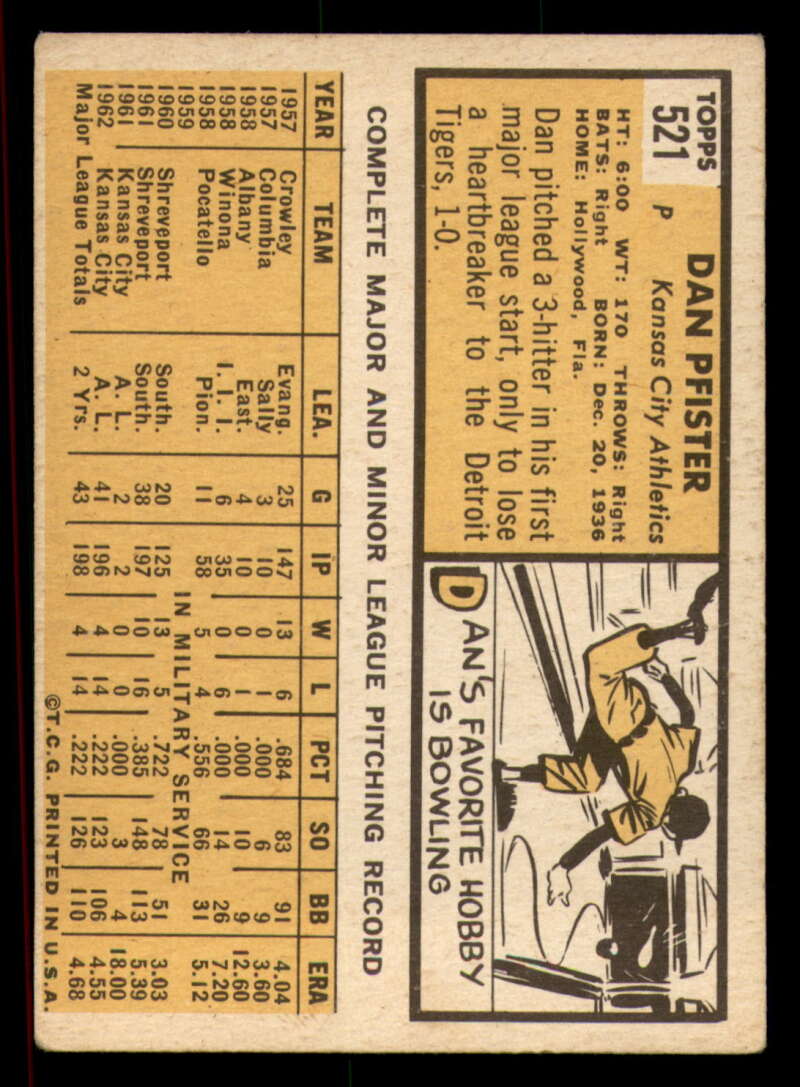 TOPPS
521
DAN PFISTER
P Kansas City Athletics
HT: 6:00 WT: 170 THROWS: Right
BATS: Right BORN: Dec. 20, 1936
HOME: Hollywood, Fla.
Dan pitched a 3-hitter in his first
major league start, only to lose
a heartbreaker to the Detroit
Tigers, 1-0.
DAN'S FAVORITE HOBBY
IS BOWLING
COMPLETE MAJOR AND MINOR LEAGUE PITCHING RECORD
YEAR TEAM LEA. G IP W L PCT SO BB ERA
1957 Crowley Evang. 25 147 13 6 .684 83 91 4.04
1957 Columbia Sally 3 10 0 1 .000 6 9 3.60
1958 Albany East. 4 10 0 1 .000 10 9 12.60
1958 Winona I. I. I. 6 35 0 6 .000 14 26 7.20
1958 Pocatello Pion. 11 58 5 4 .556 66 31 5.12
1959 IN MILITARY SERVICE
1960 Shreveport South. 20 125 13 5 .722 78 51 3.03
1961 Shreveport South. 38 197 10 16 .385 148 113 5.39
1961 Kansas City A. L. 2 2 0 0 .000 3 4 18.00
1962 Kansas City A. L. 41 196 4 14 .222 123 106 4.55
Major League Totals 2 Yrs. 43 198 4 14 .222 126 110 4.68
©T.C.G. PRINTED IN U.S.A.